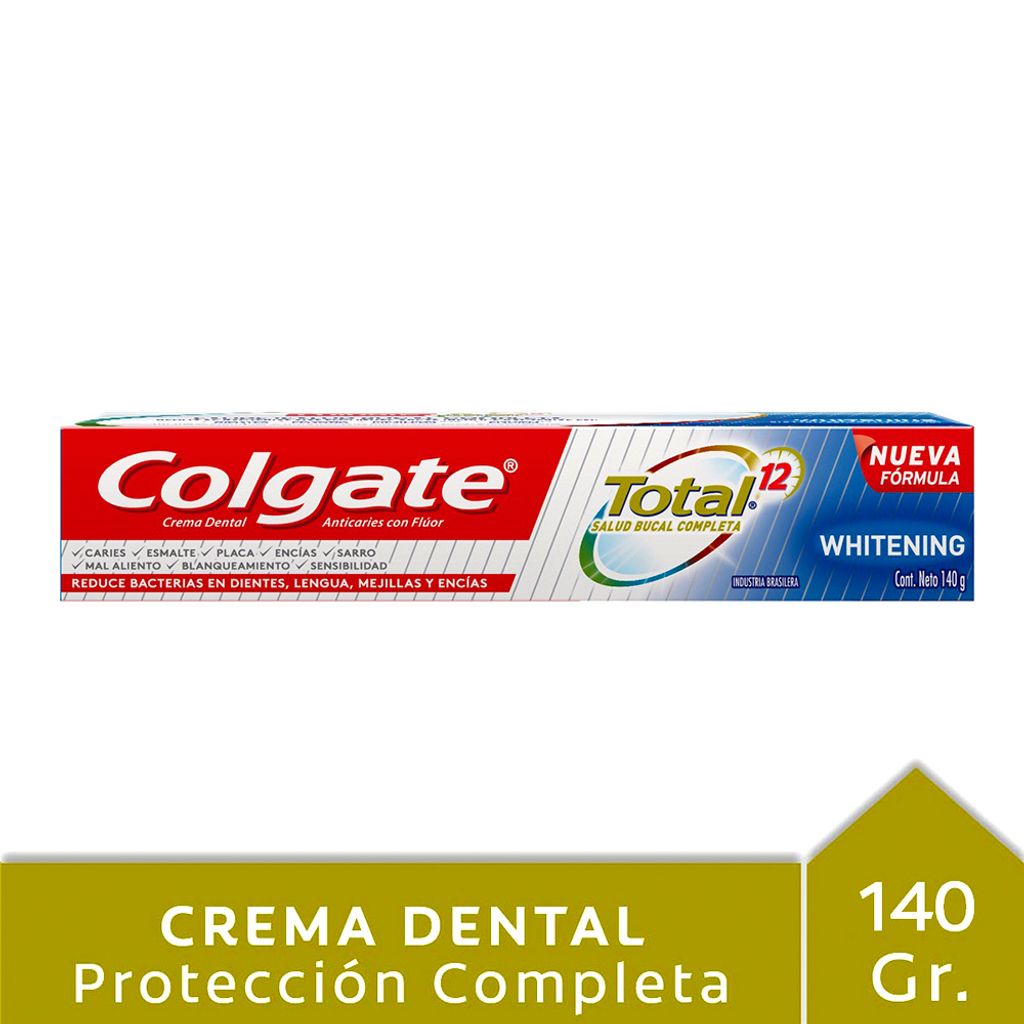 Colgate®
Crema Dental Anticaries con Flúor
✓CARIES ✓ESMALTE ✓PLACA ✓ENCÍAS ✓SARRO
✓MAL ALIENTO ✓BLANQUEAMIENTO ✓SENSIBILIDAD
REDUCE BACTERIAS EN DIENTES, LENGUA, MEJILLAS Y ENCÍAS
Total® 12
SALUD BUCAL COMPLETA
INDUSTRIA BRASILERA
NUEVA
FÓRMULA
WHITENING
Cont. Neto 140 g
CREMA DENTAL
Protección Completa
140
Gr.